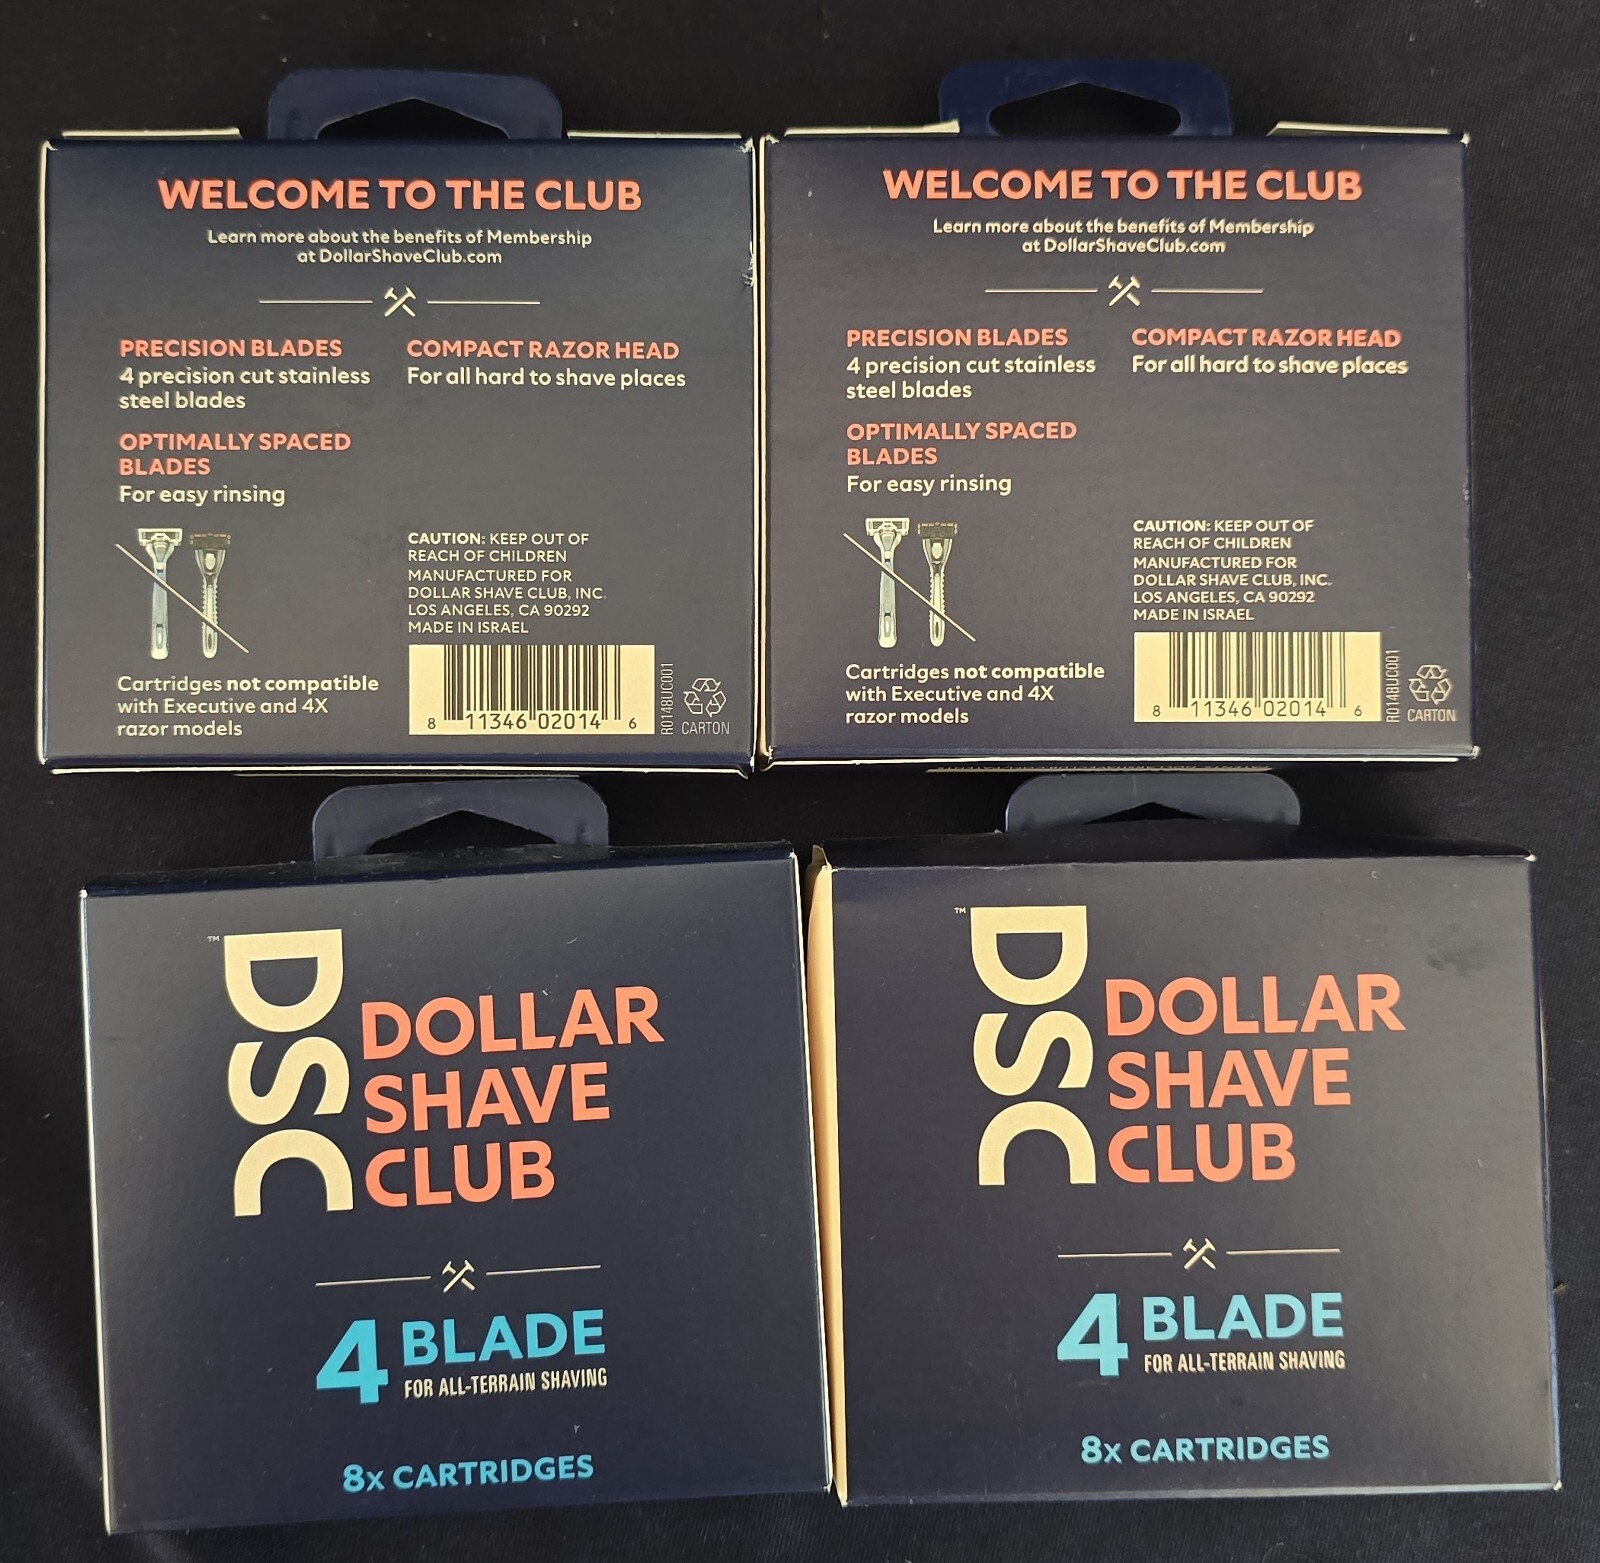 WELCOME TO THE CLUB
Learn more about the benefits of Membership
at DollarShaveClub.com
PRECISION BLADES
4 precision cut stainless
steel blades
COMPACT RAZOR HEAD
For all hard to shave places
OPTIMALLY SPACED
BLADES
For easy rinsing
CAUTION: KEEP OUT OF
REACH OF CHILDREN
MANUFACTURED FOR
DOLLAR SHAVE CLUB, INC.
LOS ANGELES, CA 90292
MADE IN ISRAEL
Cartridges not compatible
with Executive and 4X
razor models
8 11346 02014 6
R0148UC001
CARTON
WELCOME TO THE CLUB
Learn more about the benefits of Membership
at DollarShaveClub.com
PRECISION BLADES
4 precision cut stainless
steel blades
COMPACT RAZOR HEAD
For all hard to shave places
OPTIMALLY SPACED
BLADES
For easy rinsing
CAUTION: KEEP OUT OF
REACH OF CHILDREN
MANUFACTURED FOR
DOLLAR SHAVE CLUB, INC.
LOS ANGELES, CA 90292
MADE IN ISRAEL
Cartridges not compatible
with Executive and 4X
razor models
8 11346 02014 6
R0148UC001
CARTON
DSC™
DOLLAR
SHAVE
CLUB
4 BLADE
FOR ALL-TERRAIN SHAVING
8x CARTRIDGES
DSC™
DOLLAR
SHAVE
CLUB
4 BLADE
FOR ALL-TERRAIN SHAVING
8x CARTRIDGES